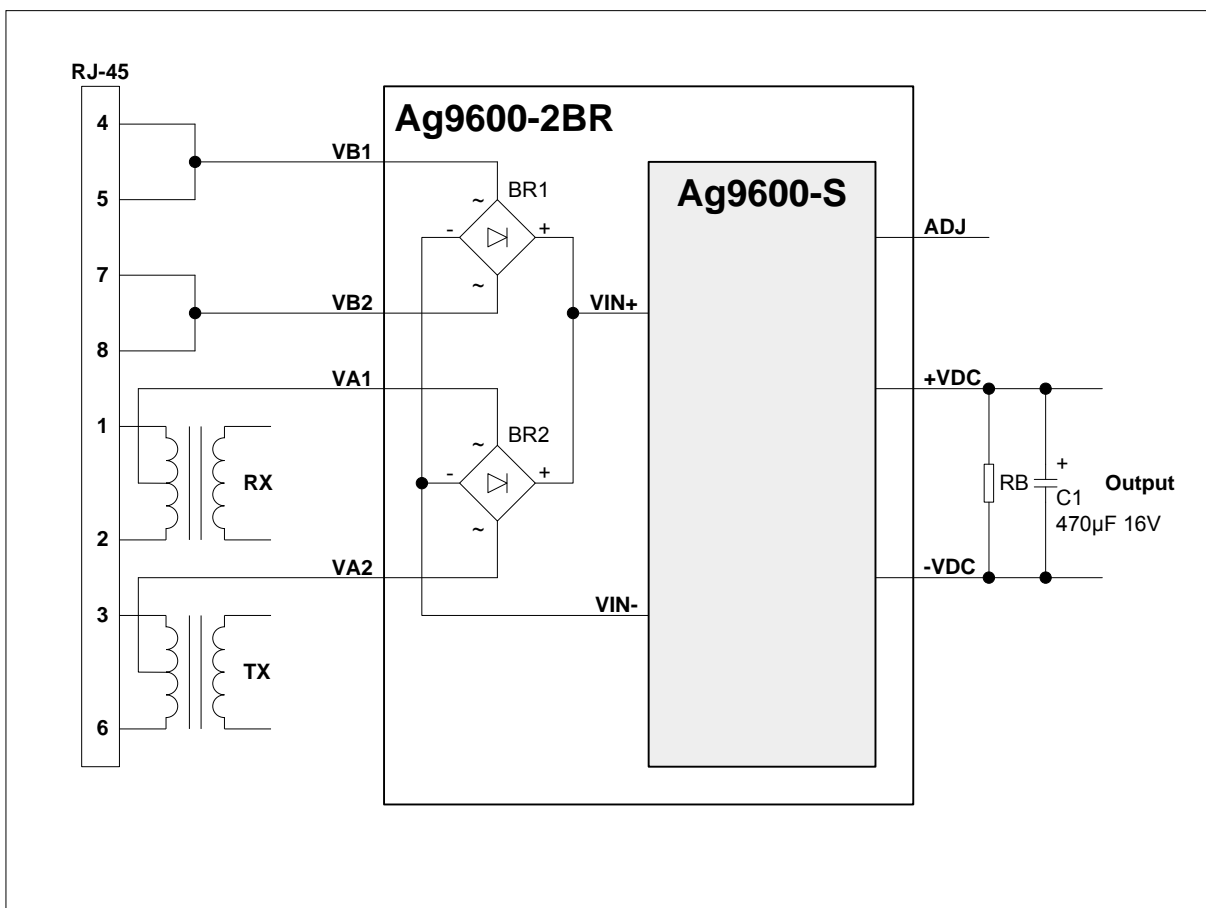 RJ-45
4
5
7
8
1
2
3
6
VB1
VB2
VA1
VA2
RX
TX
Ag9600-2BR
BR1
~
-
+
~
BR2
~
-
+
~
VIN+
VIN-
Ag9600-S
ADJ
+VDC
-VDC
RB
+
C1
470µF 16V
Output